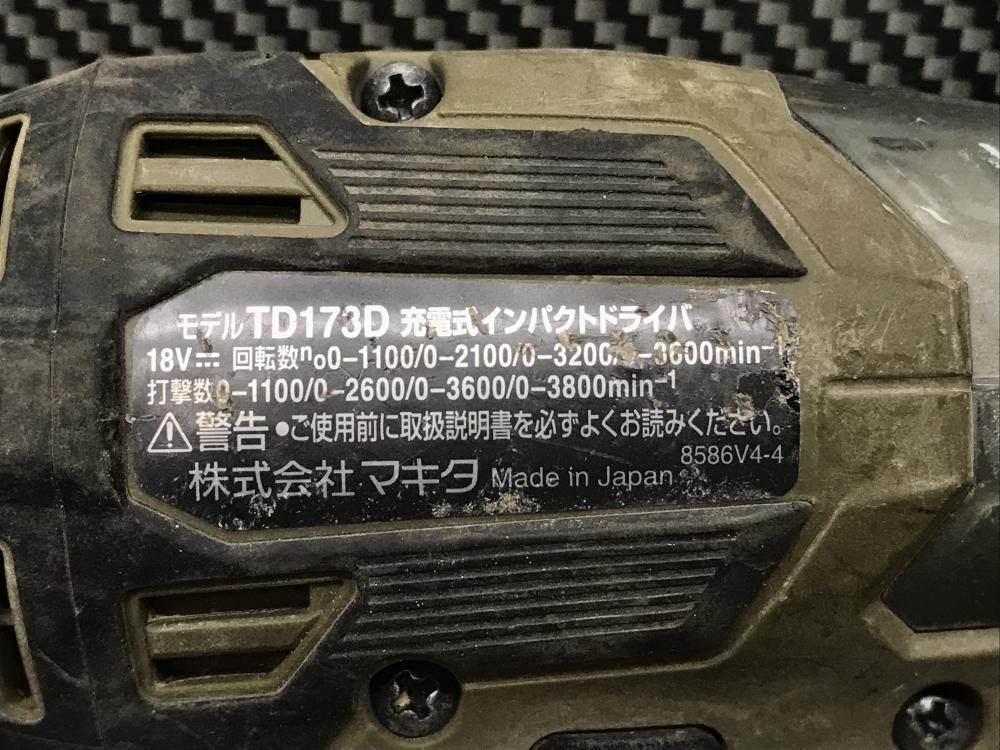 モデルTD173D 充電式インパクトドライバ
18V⎓ 回転数n₀0-1100/0-2100/0-3200/0-3600min⁻¹
打撃数0-1100/0-2600/0-3600/0-3800min⁻¹
⚠警告 ●ご使用前に取扱説明書を必ずよくお読みください。
8586V4-4
株式会社 マキタ Made in Japan